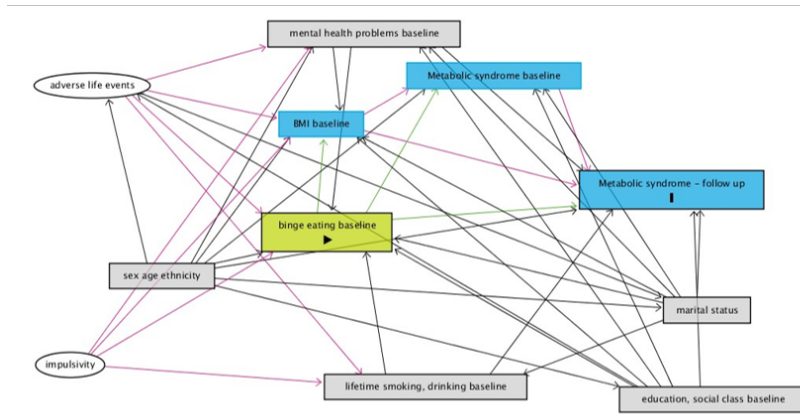 mental health problems baseline
Metabolic syndrome baseline
adverse life events
BMI baseline
Metabolic syndrome – follow up
binge eating baseline
sex age ethnicity
marital status
impulsivity
lifetime smoking, drinking baseline
education, social class baseline